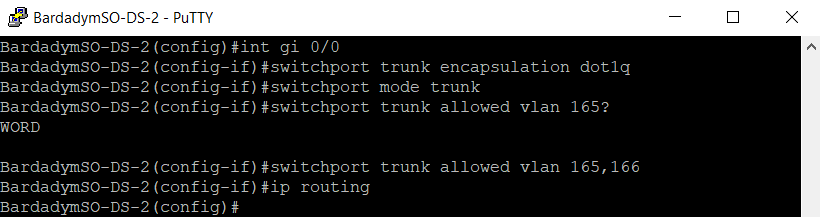 BardadymSO-DS-2 - PuTTY
BardadymSO-DS-2(config)#int gi 0/0
BardadymSO-DS-2(config-if)#switchport trunk encapsulation dot1q
BardadymSO-DS-2(config-if)#switchport mode trunk
BardadymSO-DS-2(config-if)#switchport trunk allowed vlan 165?
WORD
BardadymSO-DS-2(config-if)#switchport trunk allowed vlan 165,166
BardadymSO-DS-2(config-if)#ip routing
BardadymSO-DS-2(config)#